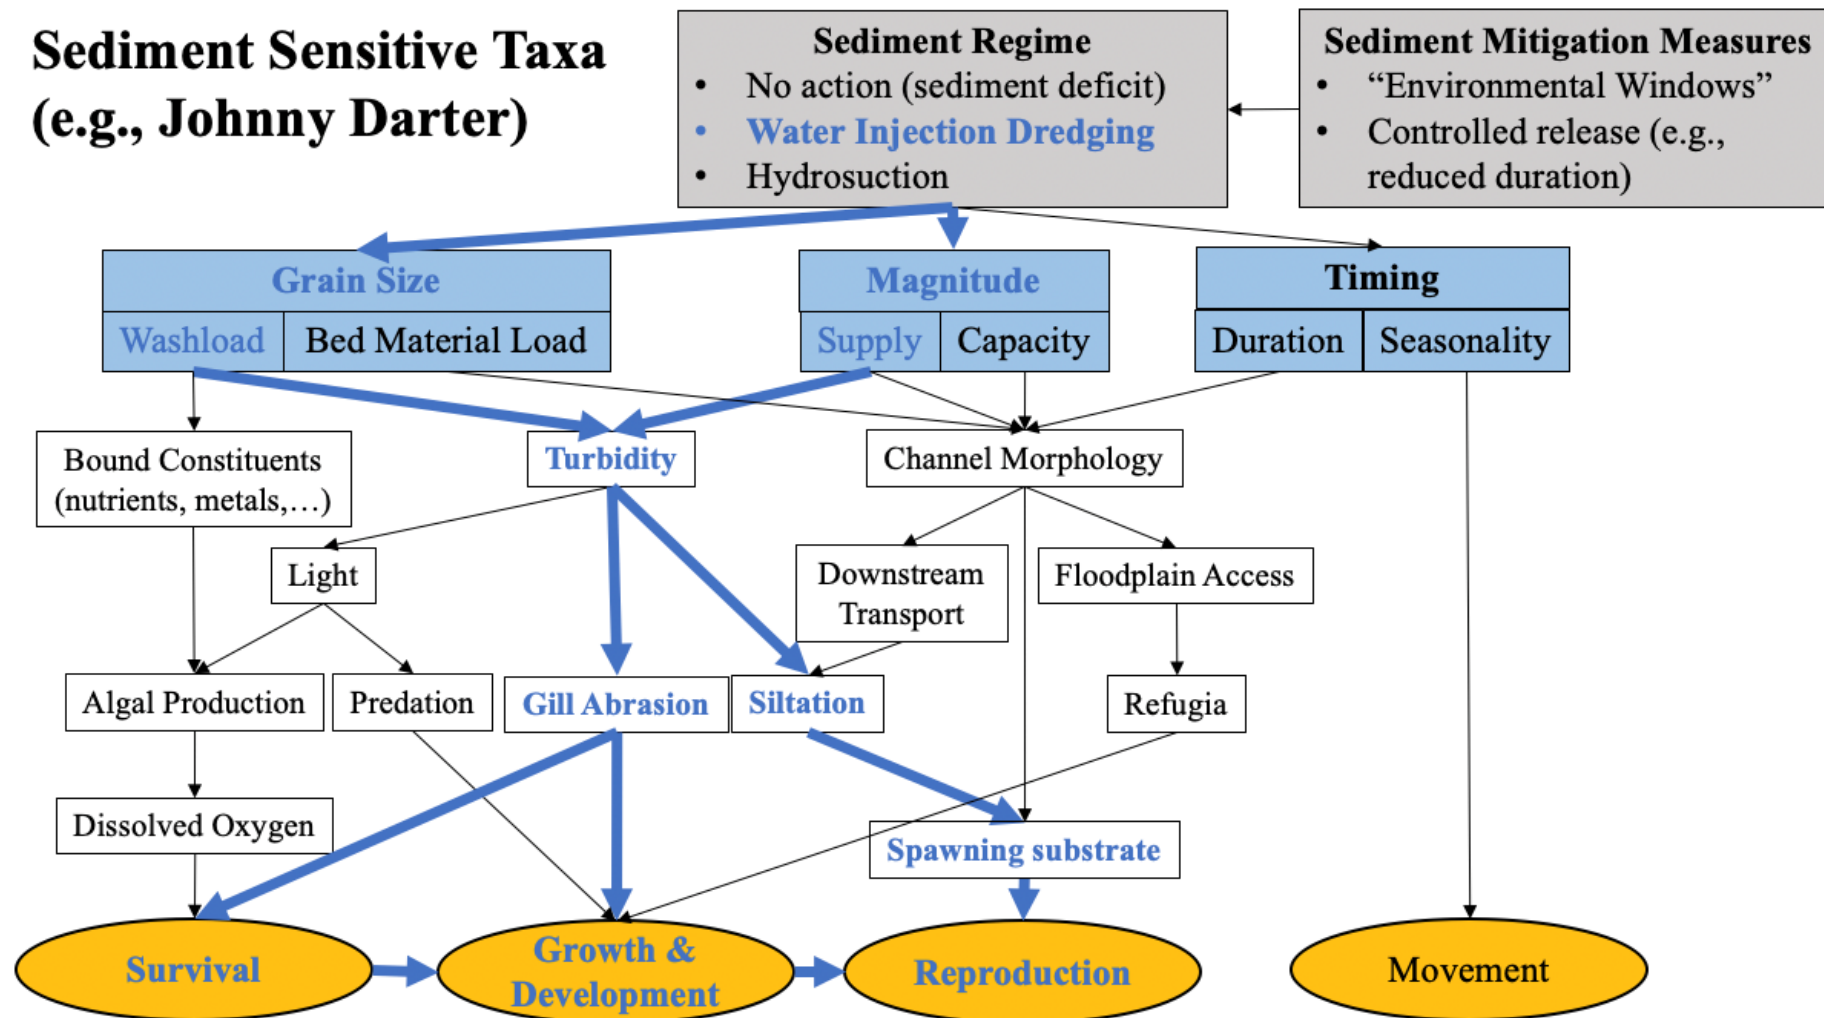 Sediment Sensitive Taxa
(e.g., Johnny Darter)
Sediment Regime
• No action (sediment deficit)
• Water Injection Dredging
• Hydrosuction
Sediment Mitigation Measures
• “Environmental Windows”
• Controlled release (e.g.,
reduced duration)
Grain Size
Washload
Bed Material Load
Magnitude
Supply
Capacity
Timing
Duration
Seasonality
Bound Constituents
(nutrients, metals,…)
Turbidity
Channel Morphology
Light
Downstream
Transport
Floodplain Access
Algal Production
Predation
Gill Abrasion
Siltation
Refugia
Dissolved Oxygen
Spawning substrate
Survival
Growth &
Development
Reproduction
Movement